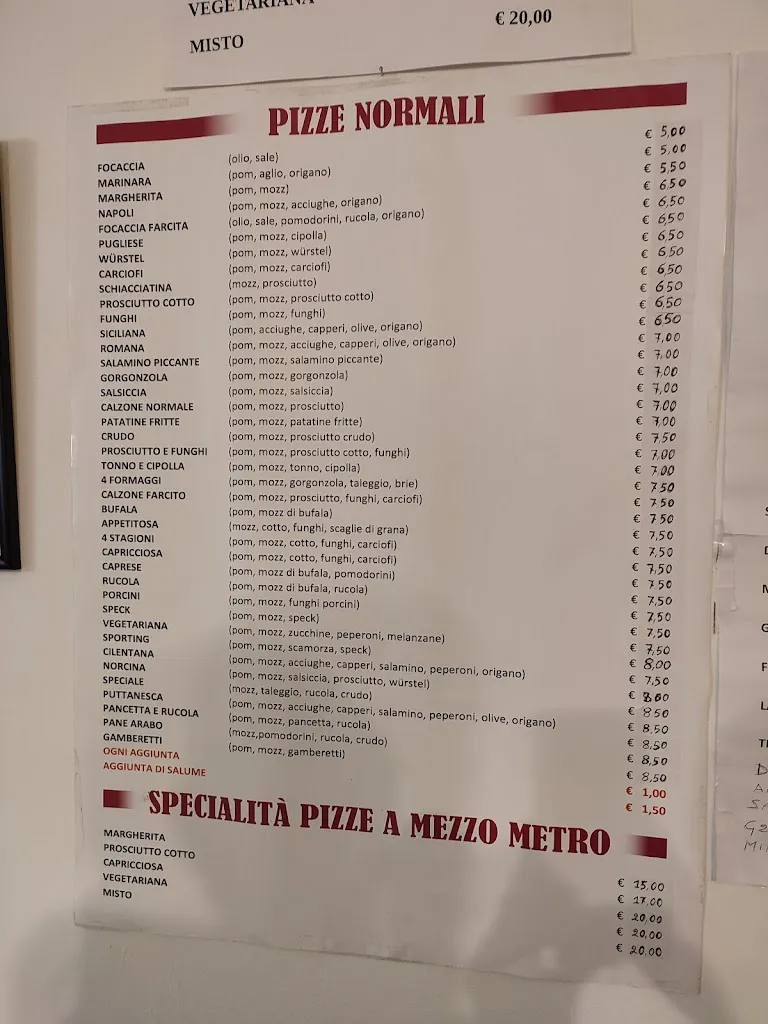 VEGETARIANA
MISTO € 20,00
PIZZE NORMALI
FOCACCIA (olio, sale) € 5,00
MARINARA (pom, aglio, origano) € 5,00
MARGHERITA (pom, mozz) € 5,50
NAPOLI (pom, mozz, acciughe, origano) € 6,50
FOCACCIA FARCITA (olio, sale, pomodorini, rucola, origano) € 6,50
PUGLIESE (pom, mozz, cipolla) € 6,50
WÜRSTEL (pom, mozz, würstel) € 6,50
CARCIOFI (pom, mozz, carciofi) € 6,50
SCHIACCIATINA (mozz, prosciutto) € 6,50
PROSCIUTTO COTTO (pom, mozz, prosciutto cotto) € 6,50
FUNGHI (pom, mozz, funghi) € 6,50
SICILIANA (pom, acciughe, capperi, olive, origano) € 6,50
ROMANA (pom, mozz, acciughe, capperi, olive, origano) € 7,00
SALAMINO PICCANTE (pom, mozz, salamino piccante) € 7,00
GORGONZOLA (pom, mozz, gorgonzola) € 7,00
SALSICCIA (pom, mozz, salsiccia) € 7,00
CALZONE NORMALE (pom, mozz, prosciutto) € 7,00
PATATINE FRITTE (pom, mozz, patatine fritte) € 7,00
CRUDO (pom, mozz, prosciutto crudo) € 7,50
PROSCIUTTO E FUNGHI (pom, mozz, prosciutto cotto, funghi) € 7,00
TONNO E CIPOLLA (pom, mozz, tonno, cipolla) € 7,00
4 FORMAGGI (pom, mozz, gorgonzola, taleggio, brie) € 7,50
CALZONE FARCITO (pom, mozz, prosciutto, funghi, carciofi) € 7,50
BUFALA (pom, mozz di bufala) € 7,50
APPETITOSA (mozz, cotto, funghi, scaglie di grana) € 7,50
4 STAGIONI (pom, mozz, cotto, funghi, carciofi) € 7,50
CAPRICCIOSA (pom, mozz, cotto, funghi, carciofi) € 7,50
CAPRESE (pom, mozz di bufala, pomodorini) € 7,50
RUCOLA (pom, mozz di bufala, rucola) € 7,50
PORCINI (pom, mozz, funghi porcini) € 7,50
SPECK (pom, mozz, speck) € 7,50
VEGETARIANA (pom, mozz, zucchine, peperoni, melanzane) € 7,50
SPORTING (pom, mozz, scamorza, speck) € 8,00
CILENTANA (pom, mozz, acciughe, capperi, salamino, peperoni, origano) € 7,50
NORCINA (pom, mozz, salsiccia, prosciutto, würstel) € 8,00
SPECIALE (mozz, taleggio, rucola, crudo) € 8,50
PUTTANESCA (pom, mozz, acciughe, capperi, salamino, peperoni, olive, origano) € 8,50
PANCETTA E RUCOLA (pom, mozz, pancetta, rucola) € 8,50
PANE ARABO (mozz,pomodorini, rucola, crudo) € 8,50
GAMBERETTI (pom, mozz, gamberetti) € 8,50
OGNI AGGIUNTA € 1,00
AGGIUNTA DI SALUME € 1,50
SPECIALITÀ PIZZE A MEZZO METRO
MARGHERITA € 15,00
PROSCIUTTO COTTO € 17,00
CAPRICCIOSA € 20,00
VEGETARIANA € 20,00
MISTO € 20,00